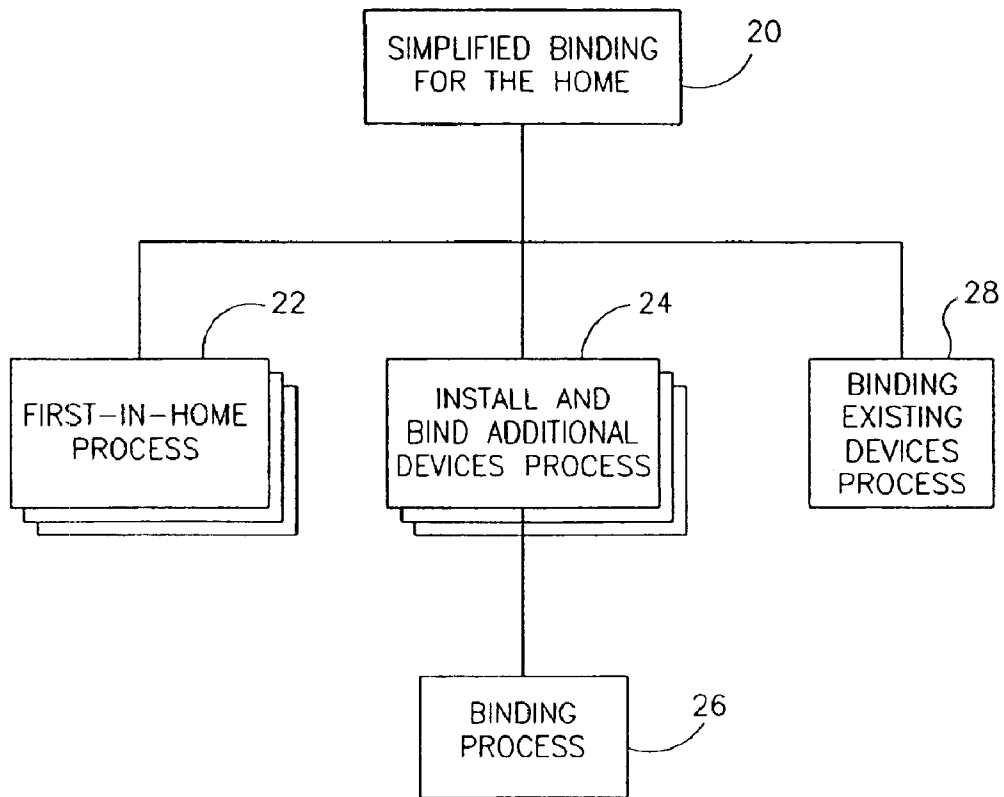 SIMPLIFIED BINDING
FOR THE HOME
20
22
24
28
FIRST-IN-HOME
PROCESS
INSTALL AND
BIND ADDITIONAL
DEVICES PROCESS
BINDING
EXISTING
DEVICES
PROCESS
BINDING
PROCESS
26